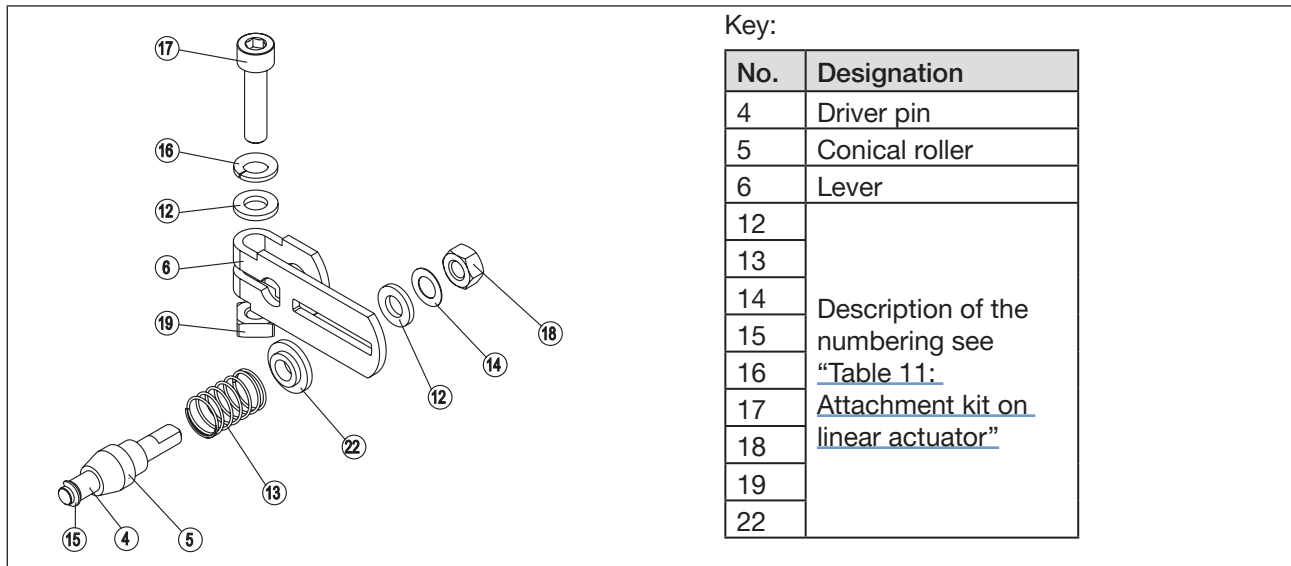 17
16
12
6
19
18
14
12
22
13
15 4 5
Key:
No. Designation
4 Driver pin
5 Conical roller
6 Lever
12
13
14
15
16
17
18
19
22
Description of the
numbering see
“Table 11:
Attachment kit on
linear actuator”